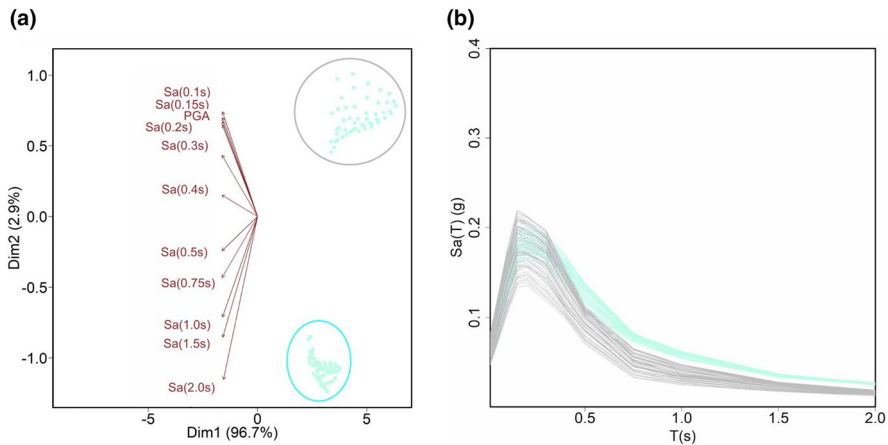 (a)
(b)
1.0
0.5
0.0
-0.5
-1.0
Dim2 (2.9%)
Sa(0.1s)
Sa(0.15s)
PGA
Sa(0.2s)
Sa(0.3s)
Sa(0.4s)
Sa(0.5s)
Sa(0.75s)
Sa(1.0s)
Sa(1.5s)
Sa(2.0s)
-5
0
5
Dim1 (96.7%)
0.4
0.3
0.2
0.1
Sa(T) (g)
0.5
1.0
1.5
2.0
T(s)